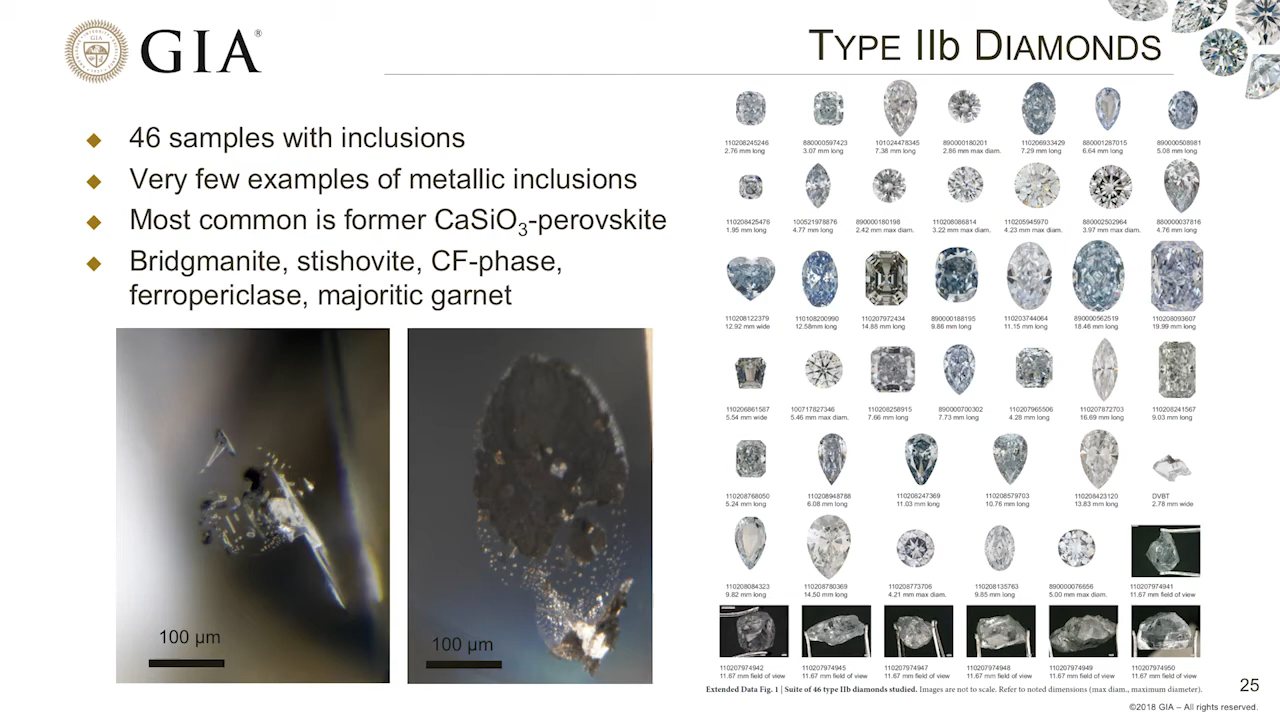 GIA®
TYPE IIb DIAMONDS
46 samples with inclusions
Very few examples of metallic inclusions
Most common is former CaSiO3-perovskite
Bridgmanite, stishovite, CF-phase,
ferropericlase, majoritic garnet
100 µm
100 µm
110208245246 880000597423 101024478345 890000180201 110206933429 880001287015 890000508981
2.76 mm long 3.07 mm long 7.38 mm long 2.86 mm max diam. 7.29 mm long 6.64 mm long 5.08 mm long
110208425476 100521978876 890000180198 110208086814 110205945970 880002502964 880000037816
1.95 mm long 4.77 mm long 2.42 mm max diam. 3.22 mm max diam. 4.23 mm max diam. 3.97 mm max diam. 4.76 mm long
110208122379 110108200990 110207972434 890000188195 110203744064 890000562519 110208093607
12.92 mm wide 12.58mm long 14.88 mm long 9.86 mm long 11.15 mm long 18.46 mm long 19.99 mm long
110206861587 100717827346 110208258915 890000700302 110207965506 110207872703 110208241567
5.54 mm wide 5.46 mm max diam. 7.66 mm long 7.73 mm long 4.28 mm long 16.69 mm long 9.03 mm long
110208768050 110208948788 110208247369 110208579703 110208423120 DVBT
5.24 mm long 6.08 mm long 11.03 mm long 10.76 mm long 13.83 mm long 2.78 mm wide
110208084323 110208780369 110208773706 110208135763 890000076656 110207974941
9.82 mm long 14.50 mm long 4.21 mm max diam. 9.85 mm long 5.00 mm max diam. 11.67 mm field of view
110207974942 110207974945 110207974947 110207974948 110207974949 110207974950
11.67 mm field of view 11.67 mm field of view 11.67 mm field of view 11.67 mm field of view 11.67 mm field of view 11.67 mm field of view
Extended Data Fig. 1 | Suite of 46 type IIb diamonds studied. Images are not to scale. Refer to noted dimensions (max diam., maximum diameter).
25
©2018 GIA – All rights reserved.